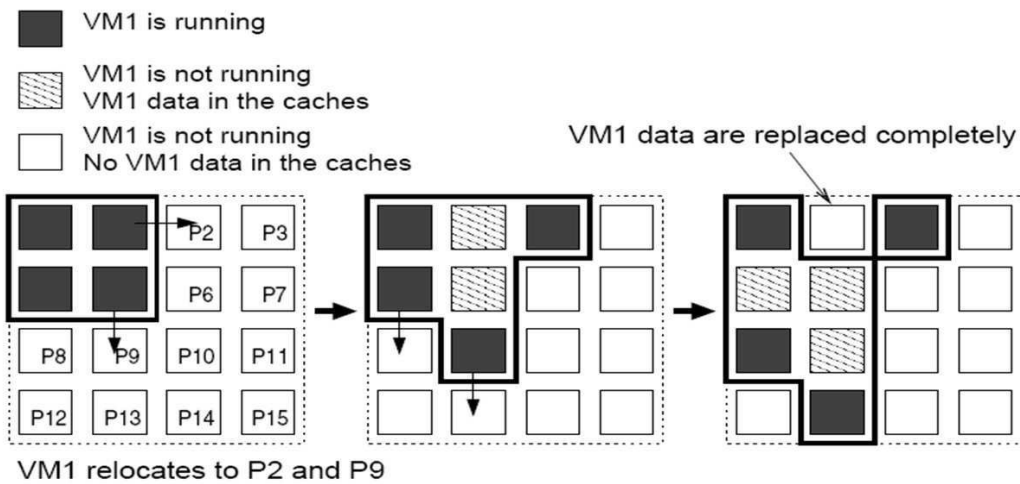 VM1 is running
VM1 is not running
VM1 data in the caches
VM1 is not running
No VM1 data in the caches
VM1 data are replaced completely
P2 P3
P6 P7
P8 P9 P10 P11
P12 P13 P14 P15
VM1 relocates to P2 and P9